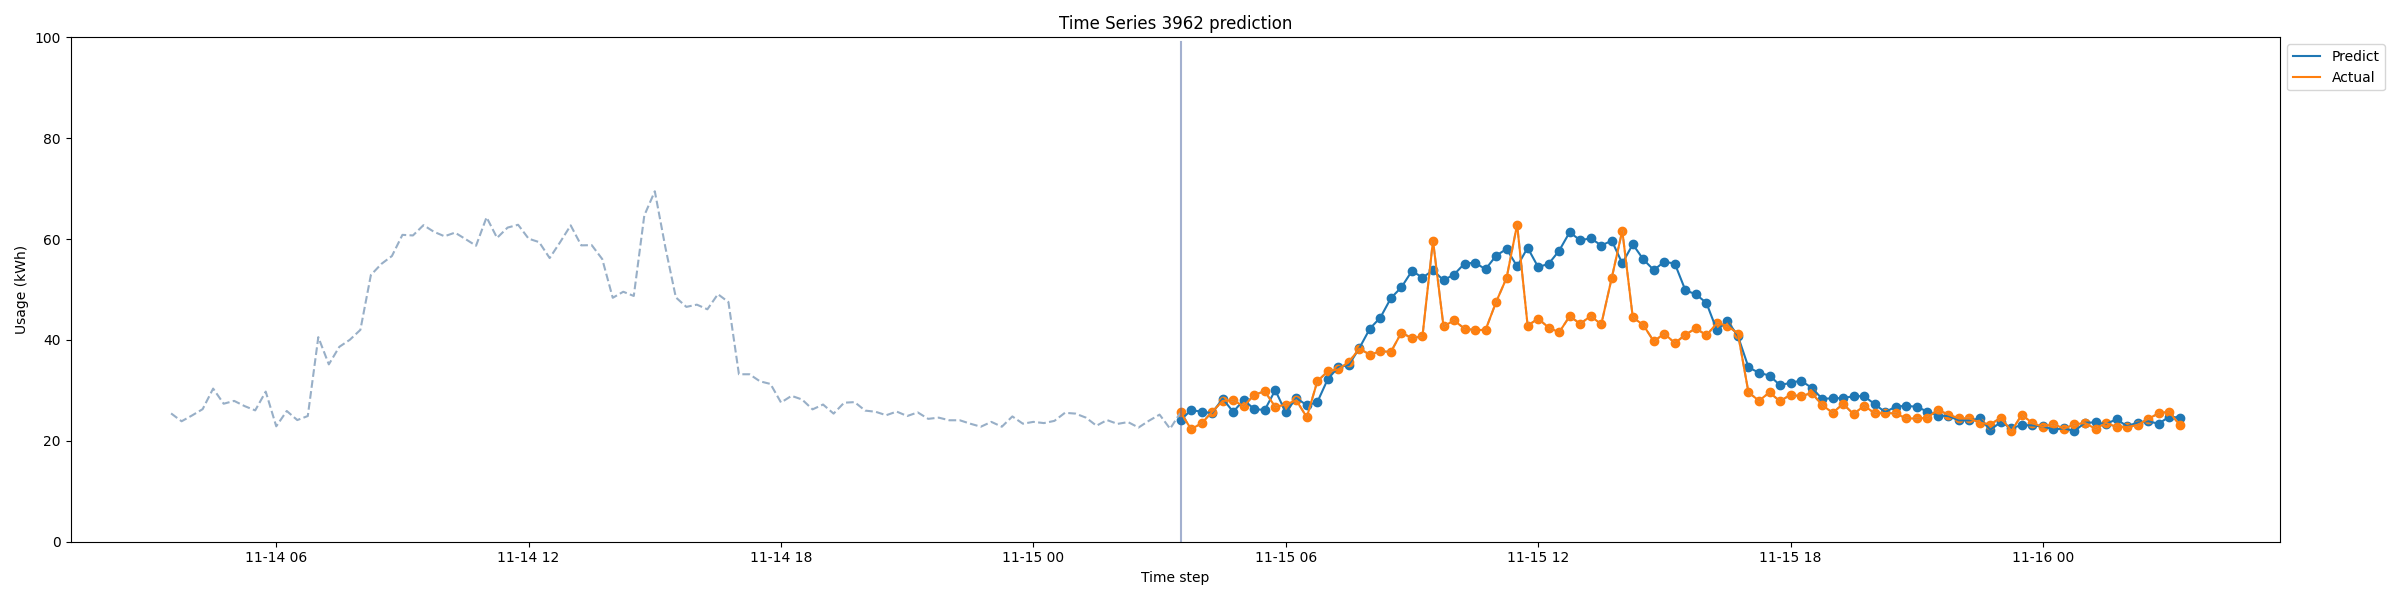 Time Series 3962 prediction
100
80
60
40
20
0
Usage (kWh)
11-14 06
11-14 12
11-14 18
11-15 00
11-15 06
11-15 12
11-15 18
11-16 00
Time step
Predict
Actual